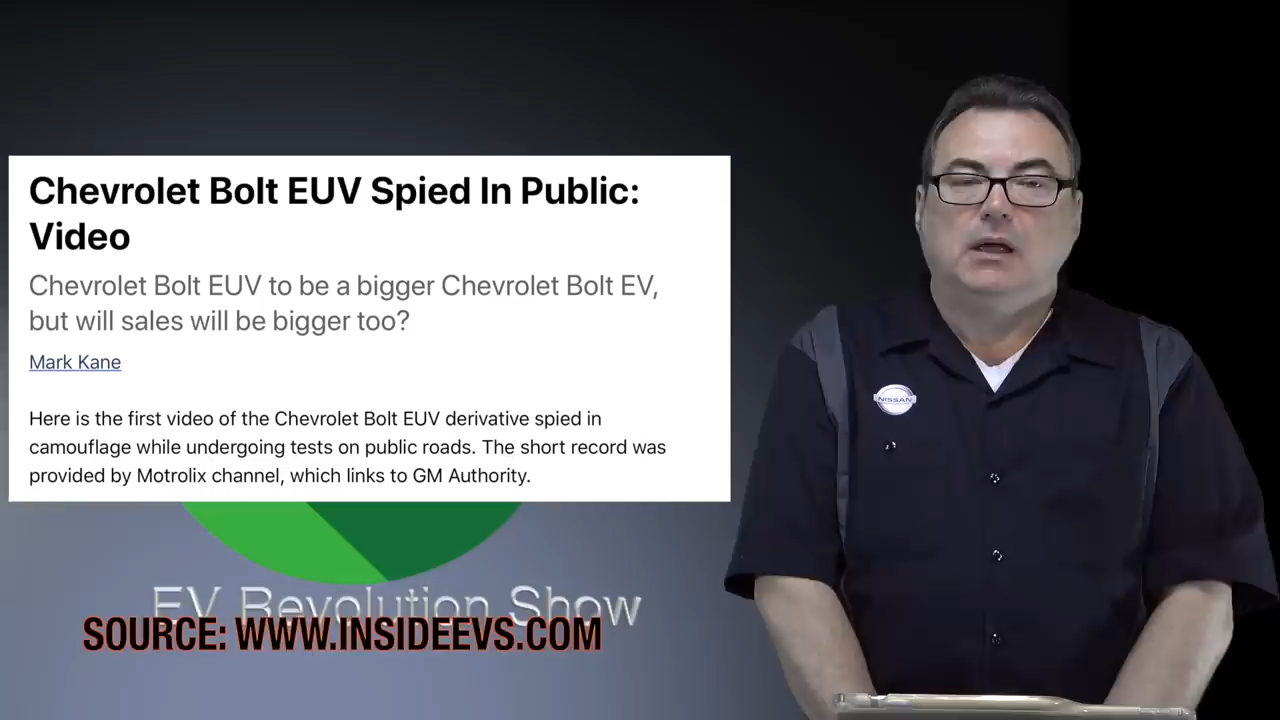 Chevrolet Bolt EUV Spied In Public:
Video
Chevrolet Bolt EUV to be a bigger Chevrolet Bolt EV,
but will sales will be bigger too?
Mark Kane
Here is the first video of the Chevrolet Bolt EUV derivative spied in
camouflage while undergoing tests on public roads. The short record was
provided by Motrolix channel, which links to GM Authority.
NISSAN
EV Revolution Show
SOURCE: WWW.INSIDEEVS.COM